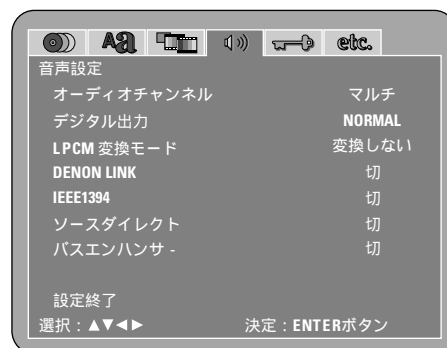 Aa etc.
音声設定
オーディオチャンネル マルチ
デジタル出力 NORMAL
LPCM 変換モード 変換しない
DENON LINK 切
IEEE1394 切
ソースダイレクト 切
バスエンハンサ -  切
設定終了
選択：▲▼◀▶ 決定：ENTERボタン